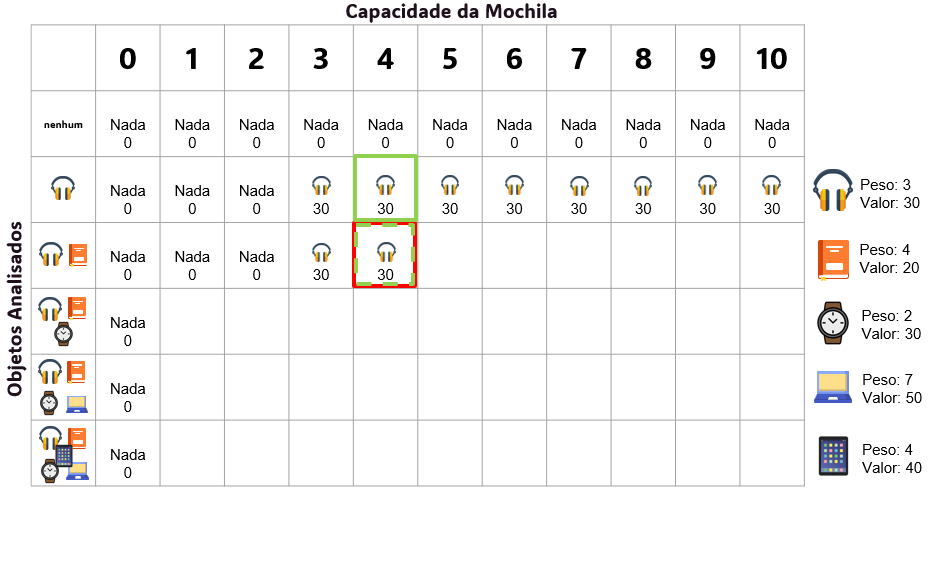 Capacidade da Mochila
0 1 2 3 4 5 6 7 8 9 10
nenhum Nada Nada Nada Nada Nada Nada Nada Nada Nada Nada Nada
0 0 0 0 0 0 0 0 0 0 0
Nada Nada Nada
0 0 0 30 30 30 30 30 30 30 30
Peso: 3
Valor: 30
Objetos Analisados
Nada Nada Nada
0 0 0 30 30
Peso: 4
Valor: 20
Nada
0
Peso: 2
Valor: 30
Nada
0
Peso: 7
Valor: 50
Nada
0
Peso: 4
Valor: 40